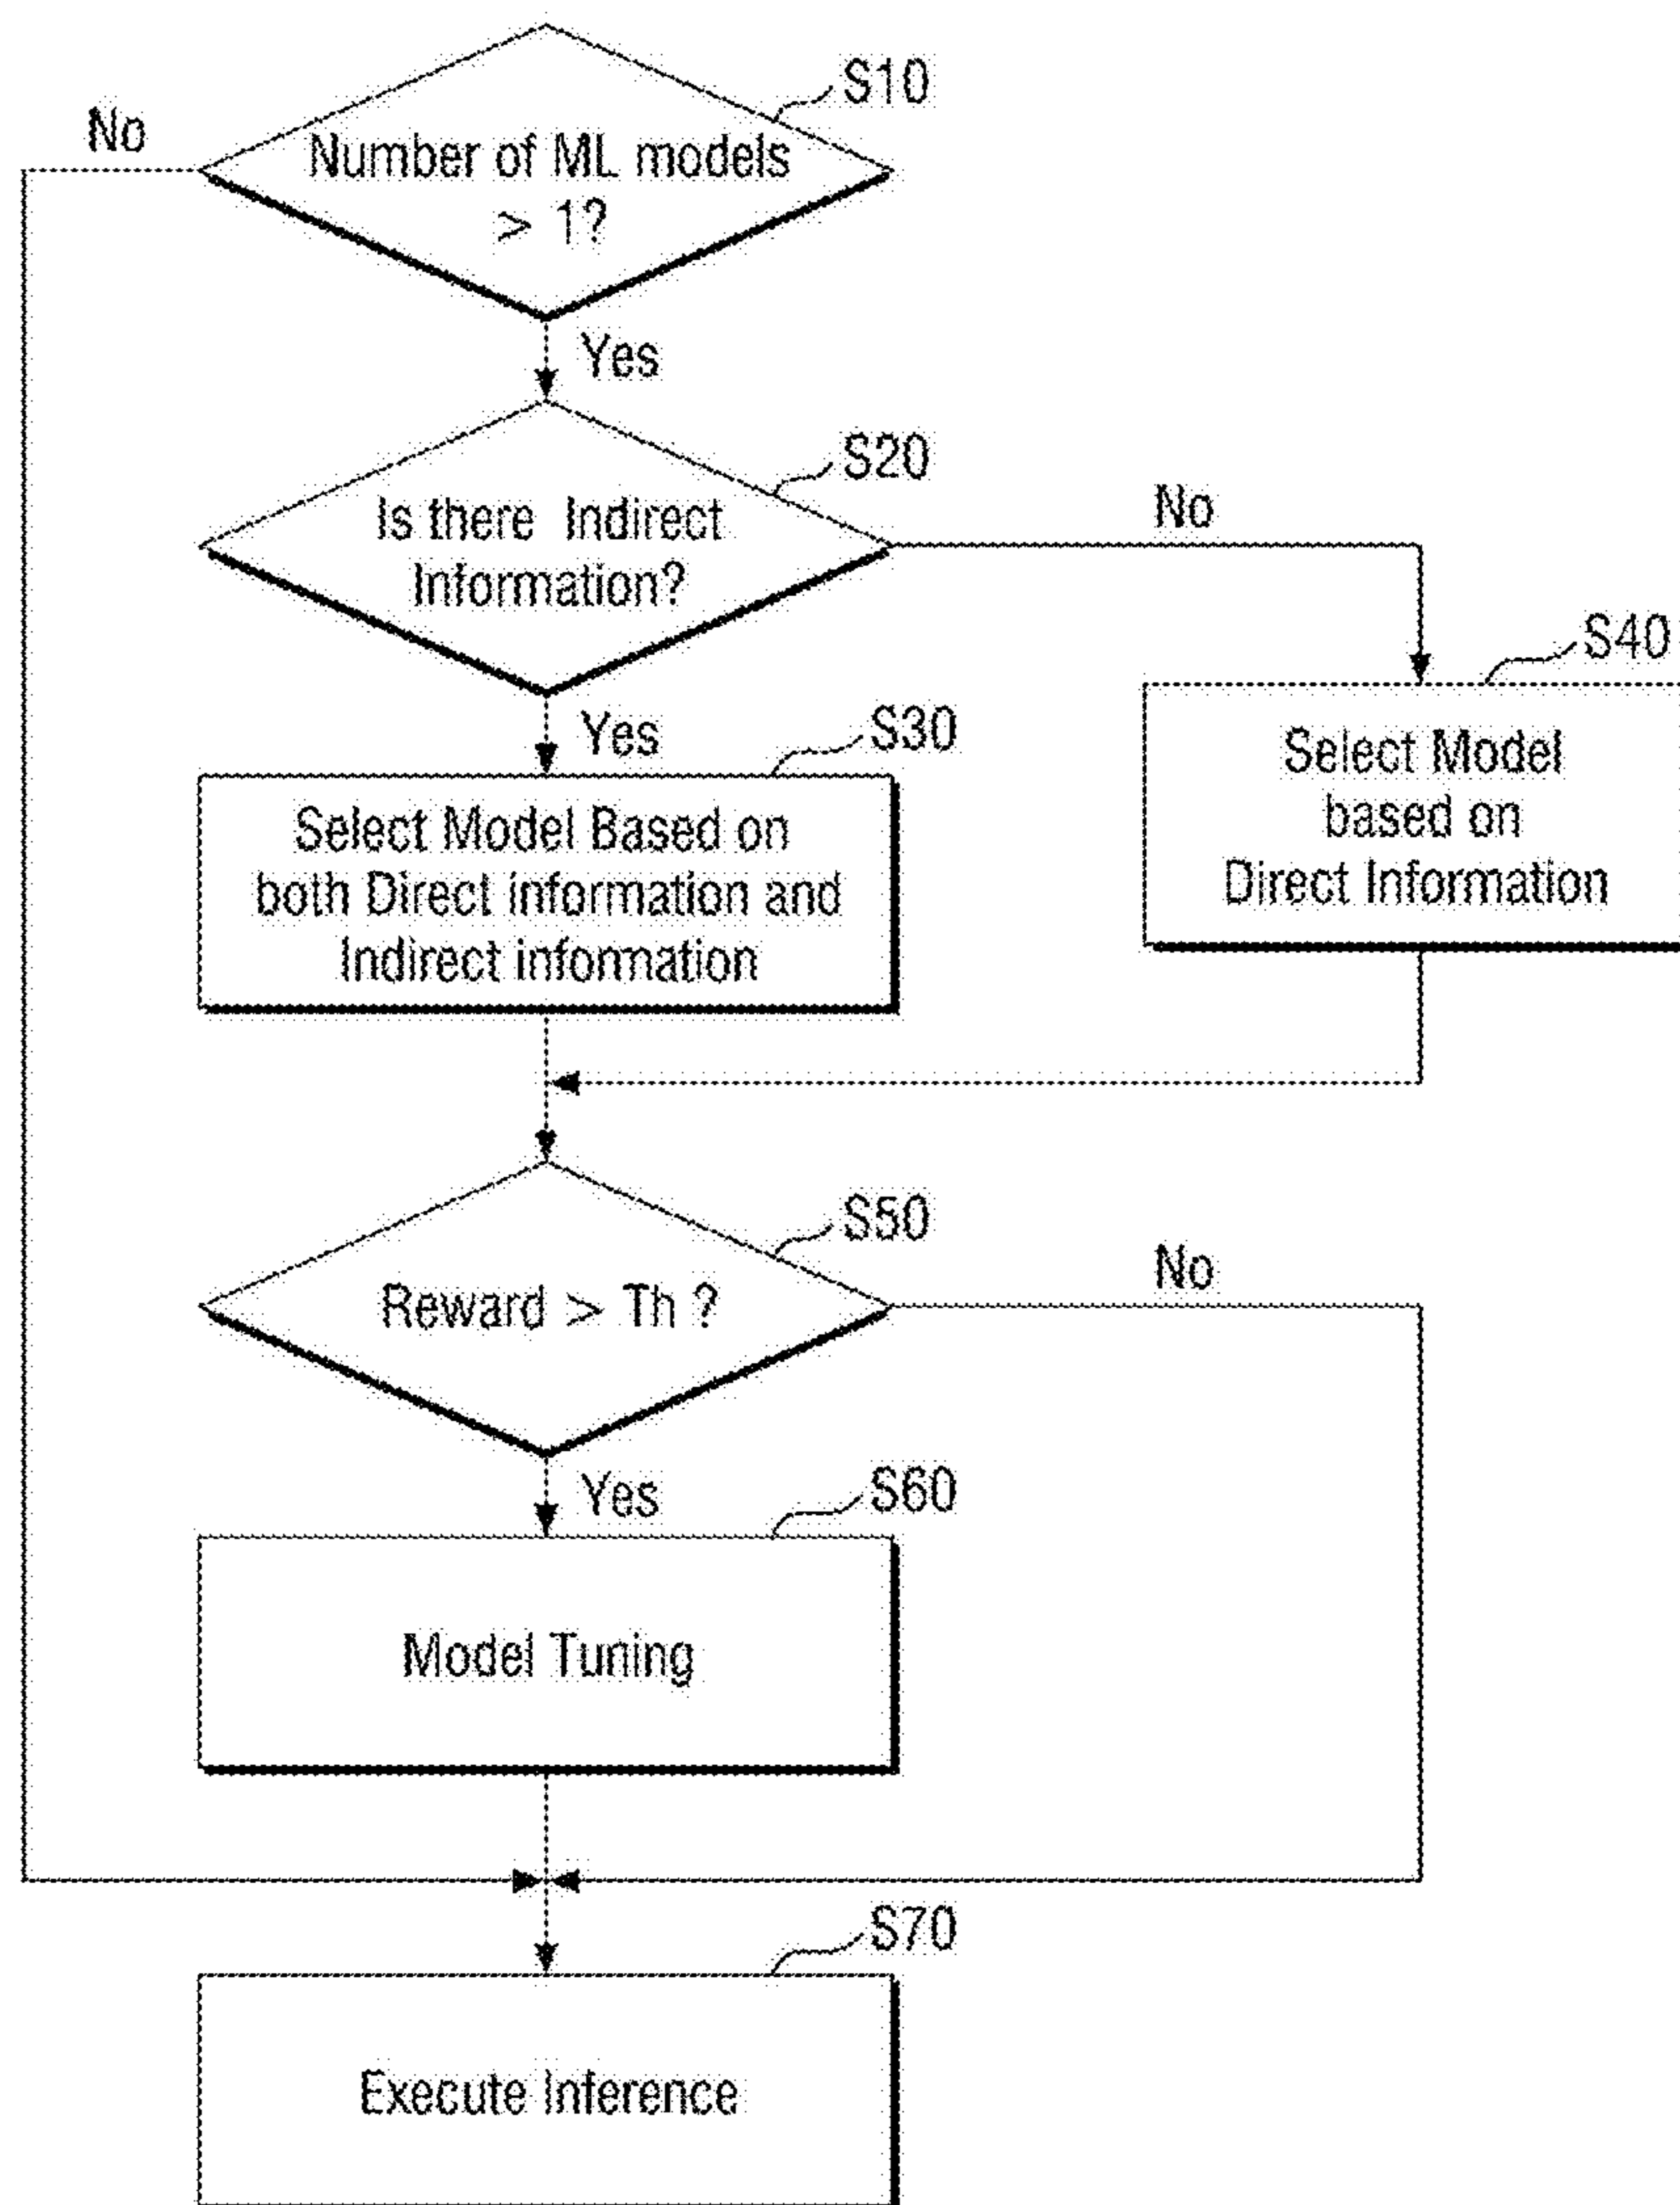 S10
No
Number of ML models
> 1?
Yes
S20
Is there Indirect
Information?
No
S40
Yes
S30
Select Model
based on
Direct Information
Select Model Based on
both Direct information and
Indirect information
S50
No
Reward > Th ?
Yes
S60
Model Tuning
S70
Execute Inference